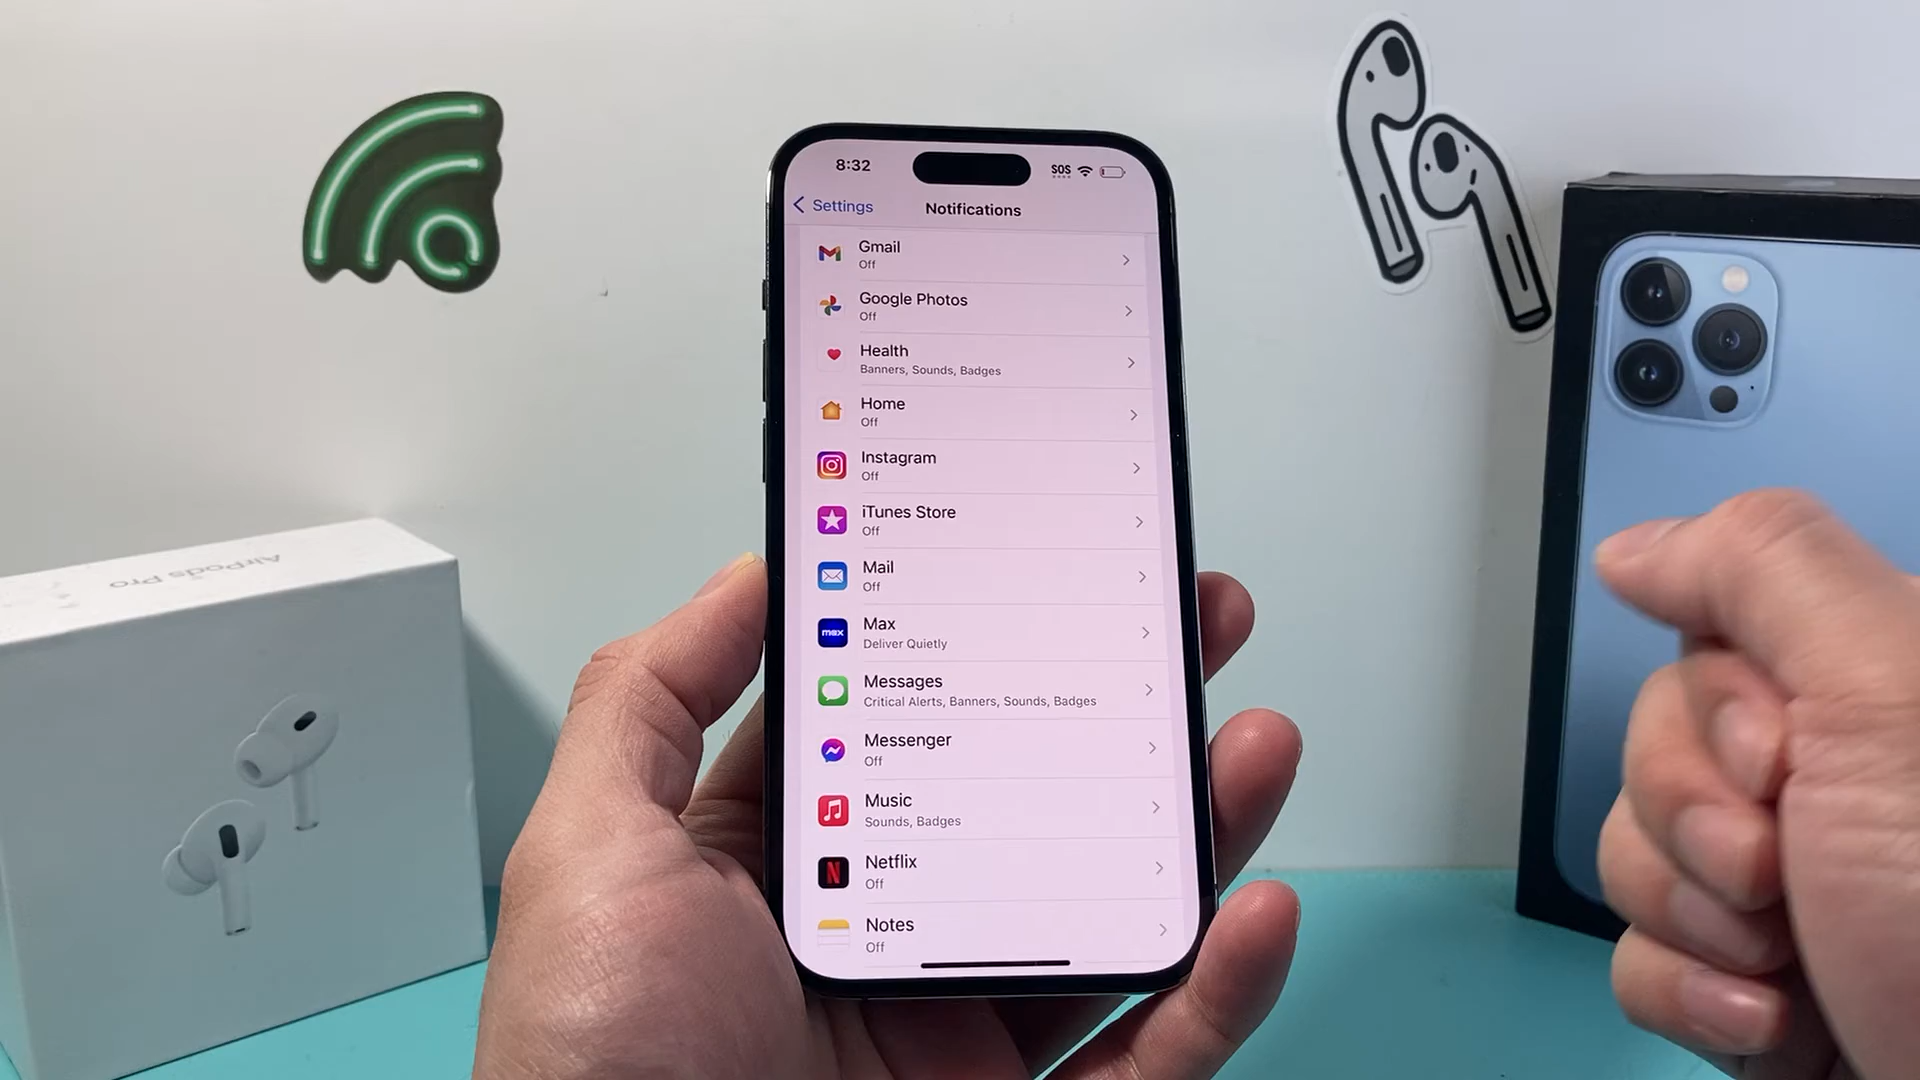 8:32
SOS
Settings
Notifications
Gmail
Off
Google Photos
Off
Health
Banners, Sounds, Badges
Home
Off
Instagram
Off
iTunes Store
Off
Mail
Off
max
Max
Deliver Quietly
Messages
Critical Alerts, Banners, Sounds, Badges
Messenger
Off
Music
Sounds, Badges
N
Netflix
Off
Notes
Off
AirPods Pro